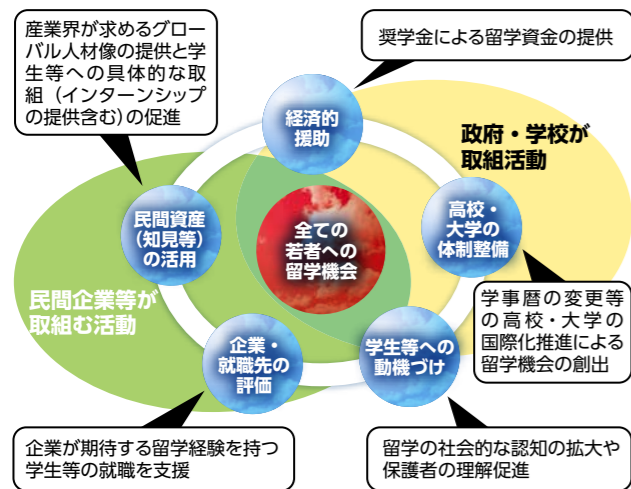 産業界が求めるグロー
バル人材像の提供と学
生等への具体的な取
組（インターンシップ
の提供含む）の促進
奨学金による留学資金の提供
経済的
援助
政府・学校が
取組活動
民間資産
（知見等）
の活用
全ての
若者への
留学機会
高校・
大学の
体制整備
民間企業等が
取組む活動
学事暦の変更等
の高校・大学の
国際化推進による
留学機会の創出
企業・
就職先の
評価
学生等への
動機づけ
企業が期待する留学経験を持つ
学生等の就職を支援
留学の社会的な認知の拡大や
保護者の理解促進